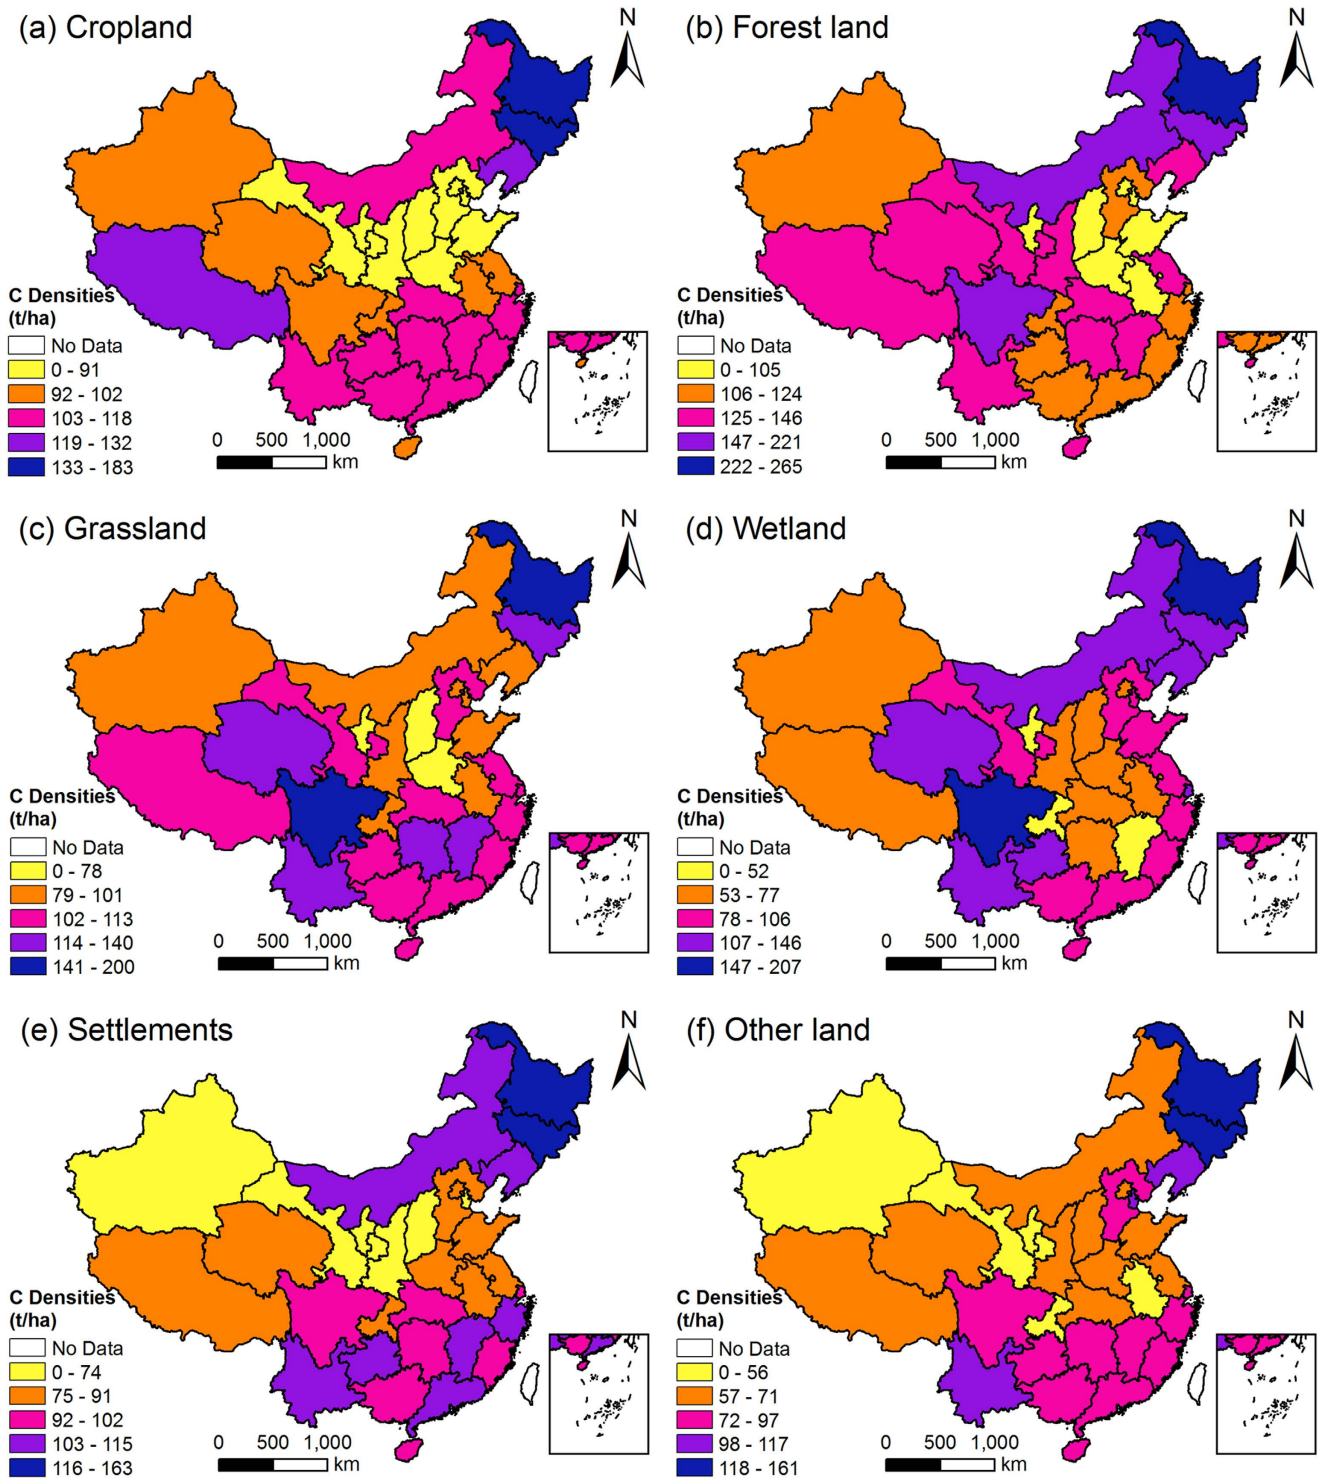 (a) Cropland
N
C Densities
(t/ha)
No Data
0 - 91
92 - 102
103 - 118
119 - 132
133 - 183
0 500 1,000
km
(b) Forest land
N
C Densities
(t/ha)
No Data
0 - 105
106 - 124
125 - 146
147 - 221
222 - 265
0 500 1,000
km
(c) Grassland
N
C Densities
(t/ha)
No Data
0 - 78
79 - 101
102 - 113
114 - 140
141 - 200
0 500 1,000
km
(d) Wetland
N
C Densities
(t/ha)
No Data
0 - 52
53 - 77
78 - 106
107 - 146
147 - 207
0 500 1,000
km
(e) Settlements
N
C Densities
(t/ha)
No Data
0 - 74
75 - 91
92 - 102
103 - 115
116 - 163
0 500 1,000
km
(f) Other land
N
C Densities
(t/ha)
No Data
0 - 56
57 - 71
72 - 97
98 - 117
118 - 161
0 500 1,000
km